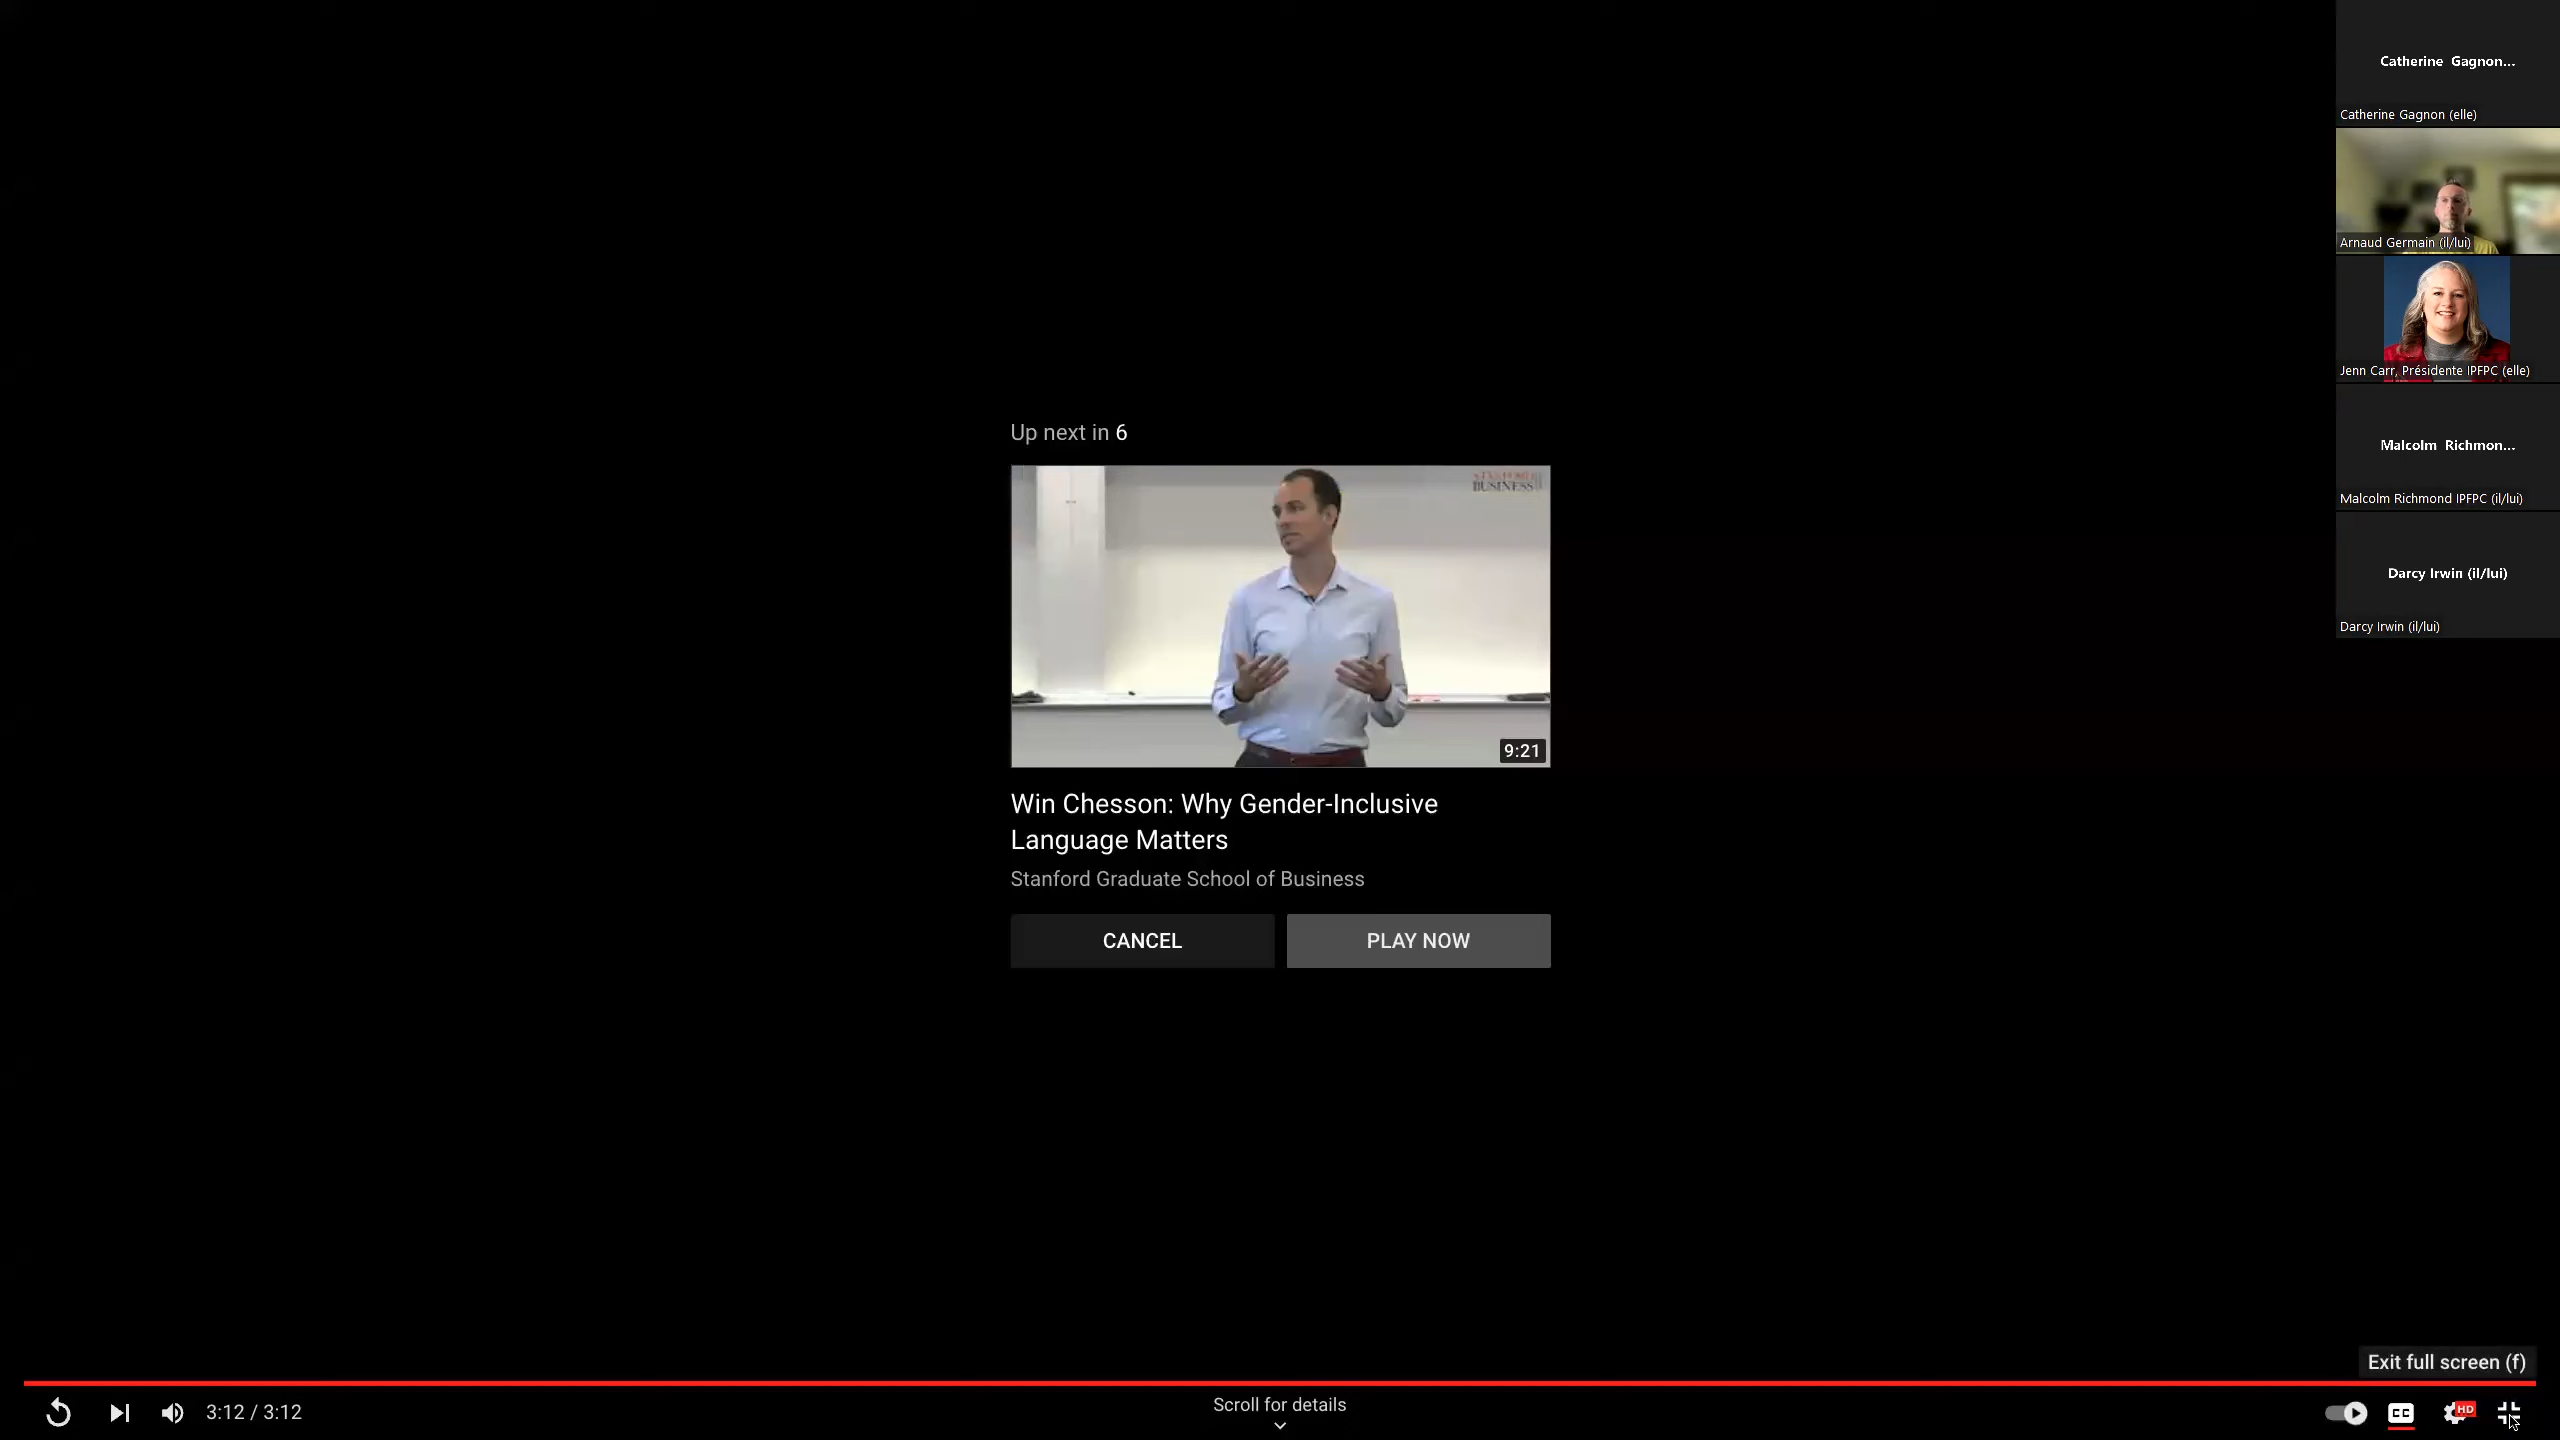 Catherine Gagnon...
Catherine Gagnon (elle)
Arnaud Germain (il/lui)
Jenn Carr, Présidente IPFPC (elle)
Malcolm Richmon...
Malcolm Richmond IPFPC (il/lui)
Darcy Irwin (il/lui)
Darcy Irwin (il/lui)
Up next in 6
STANFORD
BUSINESS
9:21
Win Chesson: Why Gender-Inclusive
Language Matters
Stanford Graduate School of Business
CANCEL
PLAY NOW
Exit full screen (f)
3:12 / 3:12
Scroll for details
CC
HD